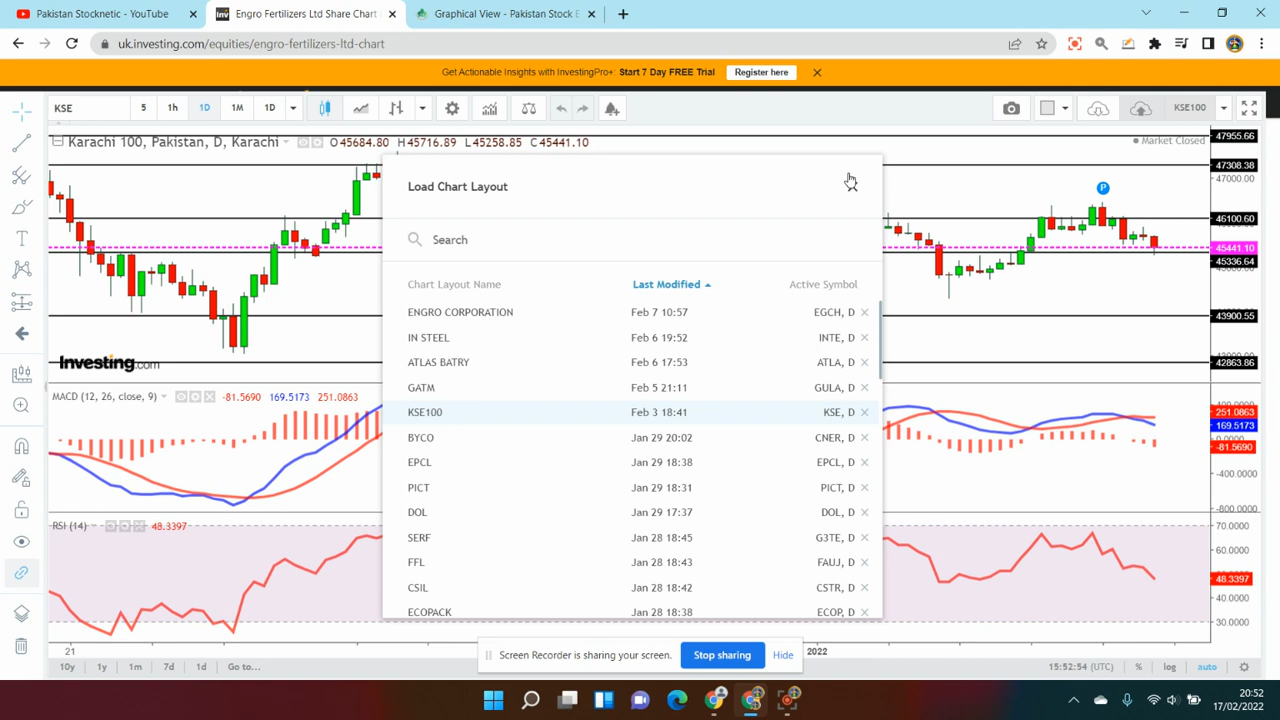 Pakistan Stocknetic - YouTube
Engro Fertilizers Ltd Share Chart
Graphical View - Pakistan Stock E
uk.investing.com/equities/engro-fertilizers-ltd-chart
Get Actionable Insights with InvestingPro+: Start 7 Day FREE Trial Register here
KSE 5 1h 1D 1M 1D KSE100
Karachi 100, Pakistan, D, Karachi O45684.80 H45716.89 L45258.85 C45441.10
Market Closed
47955.66
47308.38
47000.00
46100.60
P
45441.10
45336.64
43900.55
42863.86
Investing.com
Load Chart Layout
Search
Chart Layout Name Last Modified Active Symbol
ENGRO CORPORATION Feb 7 10:57 EGCH, D
IN STEEL Feb 6 19:52 INTE, D
ATLAS BATRY Feb 6 17:53 ATLA, D
GATM Feb 5 21:11 GULA, D
KSE100 Feb 3 18:41 KSE, D
BYCO Jan 29 20:02 CNER, D
EPCL Jan 29 18:38 EPCL, D
PICT Jan 29 18:31 PICT, D
DOL Jan 29 17:37 DOL, D
SERF Jan 28 18:45 G3TE, D
FFL Jan 28 18:43 FAUJ, D
CSIL Jan 28 18:42 CSTR, D
ECOPACK Jan 28 18:38 ECOP, D
MACD (12, 26, close, 9) -81.5690 169.5173 251.0863
251.0863
169.5173
0.0000
-81.5690
-400.0000
-800.0000
RSI (14) 48.3397
70.0000
60.0000
48.3397
40.0000
30.0000
21 2022
Screen Recorder is sharing your screen. Stop sharing Hide
10y 1y 1m 7d 1d Go to... 15:52:54 (UTC) % log auto
20:52
17/02/2022